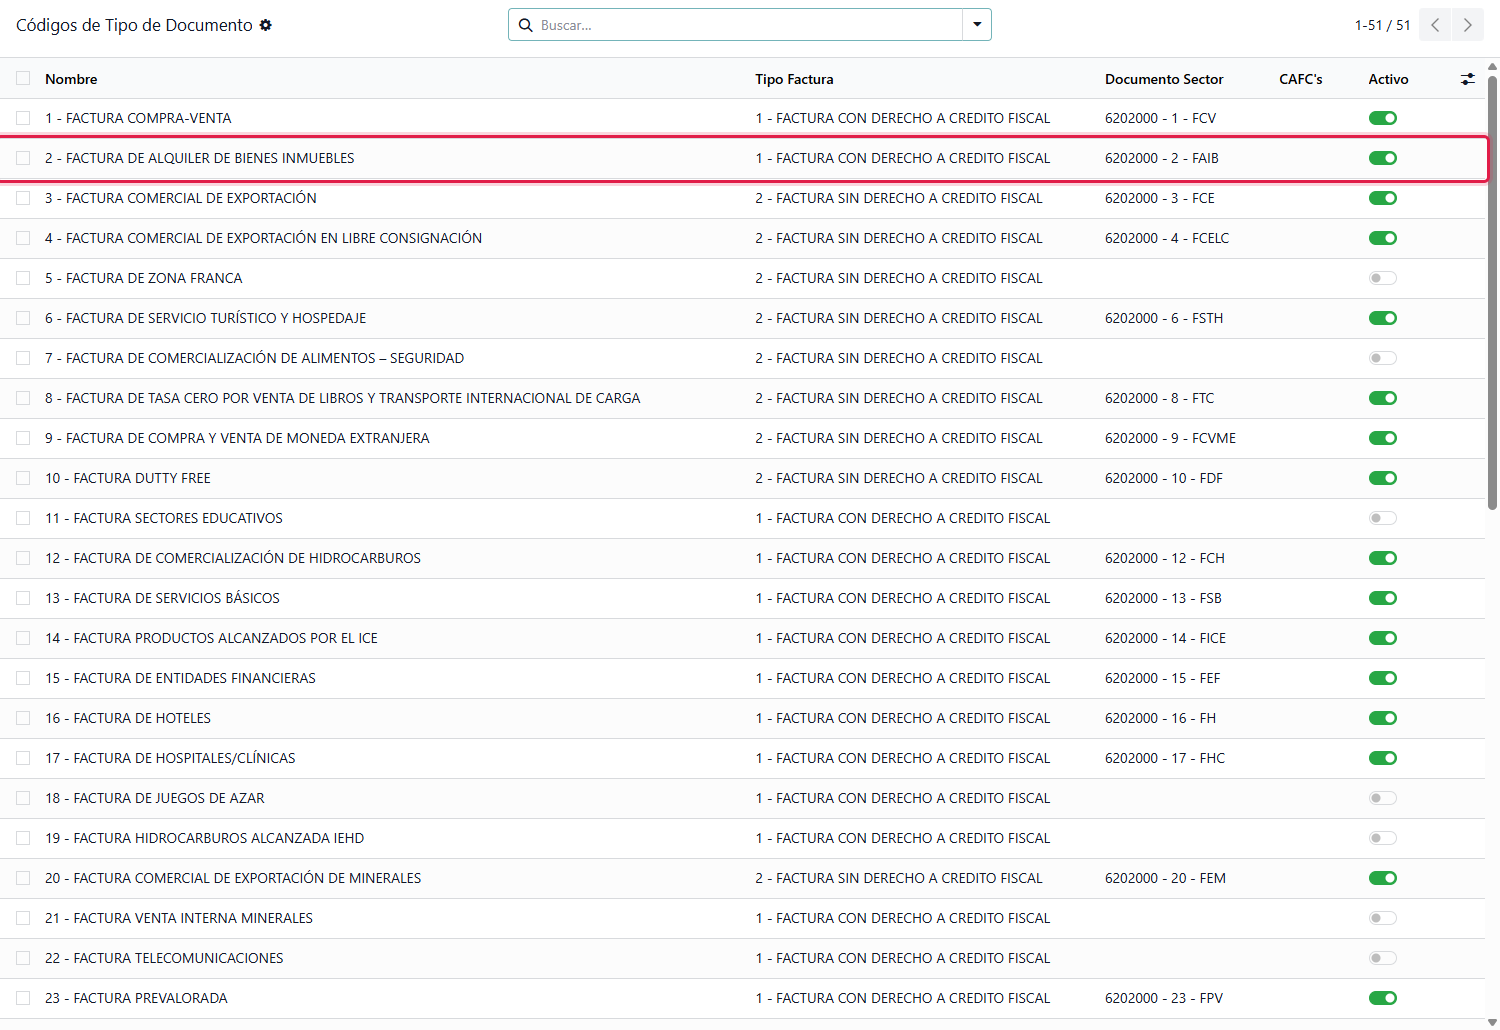 Códigos de Tipo de Documento
Buscar...
1-51 / 51
Nombre Tipo Factura Documento Sector CAFC's Activo
1 - FACTURA COMPRA-VENTA 1 - FACTURA CON DERECHO A CREDITO FISCAL 6202000 - 1 - FCV
2 - FACTURA DE ALQUILER DE BIENES INMUEBLES 1 - FACTURA CON DERECHO A CREDITO FISCAL 6202000 - 2 - FAIB
3 - FACTURA COMERCIAL DE EXPORTACIÓN 2 - FACTURA SIN DERECHO A CREDITO FISCAL 6202000 - 3 - FCE
4 - FACTURA COMERCIAL DE EXPORTACIÓN EN LIBRE CONSIGNACIÓN 2 - FACTURA SIN DERECHO A CREDITO FISCAL 6202000 - 4 - FCELC
5 - FACTURA DE ZONA FRANCA 2 - FACTURA SIN DERECHO A CREDITO FISCAL
6 - FACTURA DE SERVICIO TURÍSTICO Y HOSPEDAJE 2 - FACTURA SIN DERECHO A CREDITO FISCAL 6202000 - 6 - FSTH
7 - FACTURA DE COMERCIALIZACIÓN DE ALIMENTOS – SEGURIDAD 2 - FACTURA SIN DERECHO A CREDITO FISCAL
8 - FACTURA DE TASA CERO POR VENTA DE LIBROS Y TRANSPORTE INTERNACIONAL DE CARGA 2 - FACTURA SIN DERECHO A CREDITO FISCAL 6202000 - 8 - FTC
9 - FACTURA DE COMPRA Y VENTA DE MONEDA EXTRANJERA 2 - FACTURA SIN DERECHO A CREDITO FISCAL 6202000 - 9 - FCVME
10 - FACTURA DUTTY FREE 2 - FACTURA SIN DERECHO A CREDITO FISCAL 6202000 - 10 - FDF
11 - FACTURA SECTORES EDUCATIVOS 1 - FACTURA CON DERECHO A CREDITO FISCAL
12 - FACTURA DE COMERCIALIZACIÓN DE HIDROCARBUROS 1 - FACTURA CON DERECHO A CREDITO FISCAL 6202000 - 12 - FCH
13 - FACTURA DE SERVICIOS BÁSICOS 1 - FACTURA CON DERECHO A CREDITO FISCAL 6202000 - 13 - FSB
14 - FACTURA PRODUCTOS ALCANZADOS POR EL ICE 1 - FACTURA CON DERECHO A CREDITO FISCAL 6202000 - 14 - FICE
15 - FACTURA DE ENTIDADES FINANCIERAS 1 - FACTURA CON DERECHO A CREDITO FISCAL 6202000 - 15 - FEF
16 - FACTURA DE HOTELES 1 - FACTURA CON DERECHO A CREDITO FISCAL 6202000 - 16 - FH
17 - FACTURA DE HOSPITALES/CLÍNICAS 1 - FACTURA CON DERECHO A CREDITO FISCAL 6202000 - 17 - FHC
18 - FACTURA DE JUEGOS DE AZAR 1 - FACTURA CON DERECHO A CREDITO FISCAL
19 - FACTURA HIDROCARBUROS ALCANZADA IEHD 1 - FACTURA CON DERECHO A CREDITO FISCAL
20 - FACTURA COMERCIAL DE EXPORTACIÓN DE MINERALES 2 - FACTURA SIN DERECHO A CREDITO FISCAL 6202000 - 20 - FEM
21 - FACTURA VENTA INTERNA MINERALES 1 - FACTURA CON DERECHO A CREDITO FISCAL
22 - FACTURA TELECOMUNICACIONES 1 - FACTURA CON DERECHO A CREDITO FISCAL
23 - FACTURA PREVALORADA 1 - FACTURA CON DERECHO A CREDITO FISCAL 6202000 - 23 - FPV